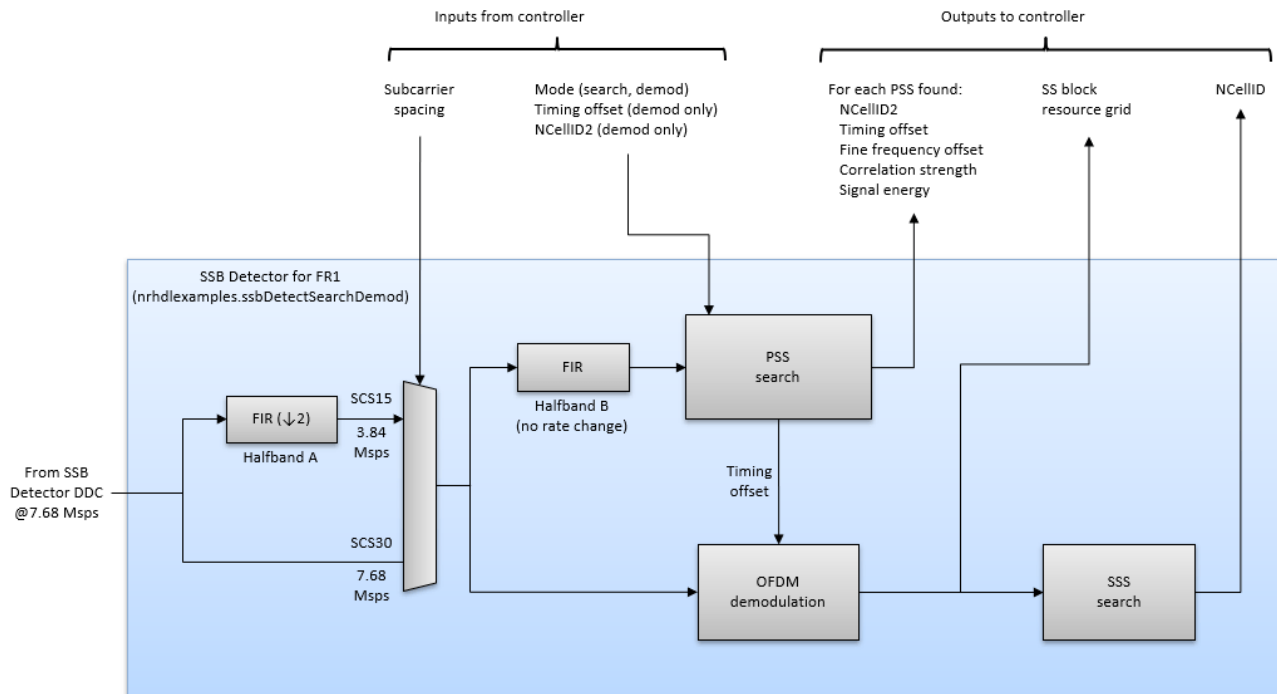 Inputs from controller
Outputs to controller
Subcarrier
spacing
Mode (search, demod)
Timing offset (demod only)
NCellID2 (demod only)
For each PSS found:
NCellID2
Timing offset
Fine frequency offset
Correlation strength
Signal energy
SS block
resource grid
NCellID
SSB Detector for FR1
(nrhdlexamples.ssbDetectSearchDemod)
FIR
Halfband B
(no rate change)
PSS
search
FIR (↓2)
Halfband A
SCS15
3.84
Msps
From SSB
Detector DDC
@7.68 Msps
Timing
offset
SCS30
7.68
Msps
OFDM
demodulation
SSS
search